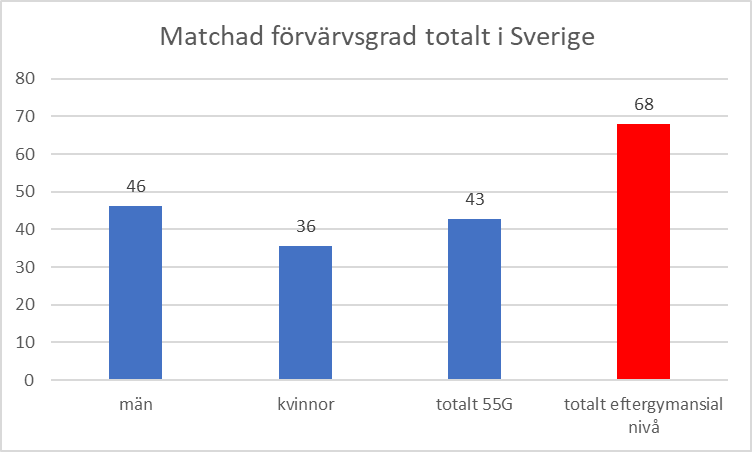 Matchad förvärvsgrad totalt i Sverige
80
70
60
50
40
30
20
10
0
46
36
43
68
män
kvinnor
totalt 55G
totalt eftergymansial
nivå